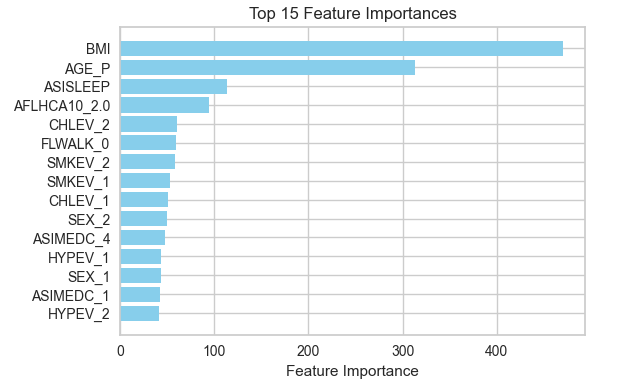 Top 15 Feature Importances
BMI
AGE_P
ASISLEEP
AFLHCA10_2.0
CHLEV_2
FLWALK_0
SMKEV_2
SMKEV_1
CHLEV_1
SEX_2
ASIMEDC_4
HYPEV_1
SEX_1
ASIMEDC_1
HYPEV_2
0 100 200 300 400
Feature Importance